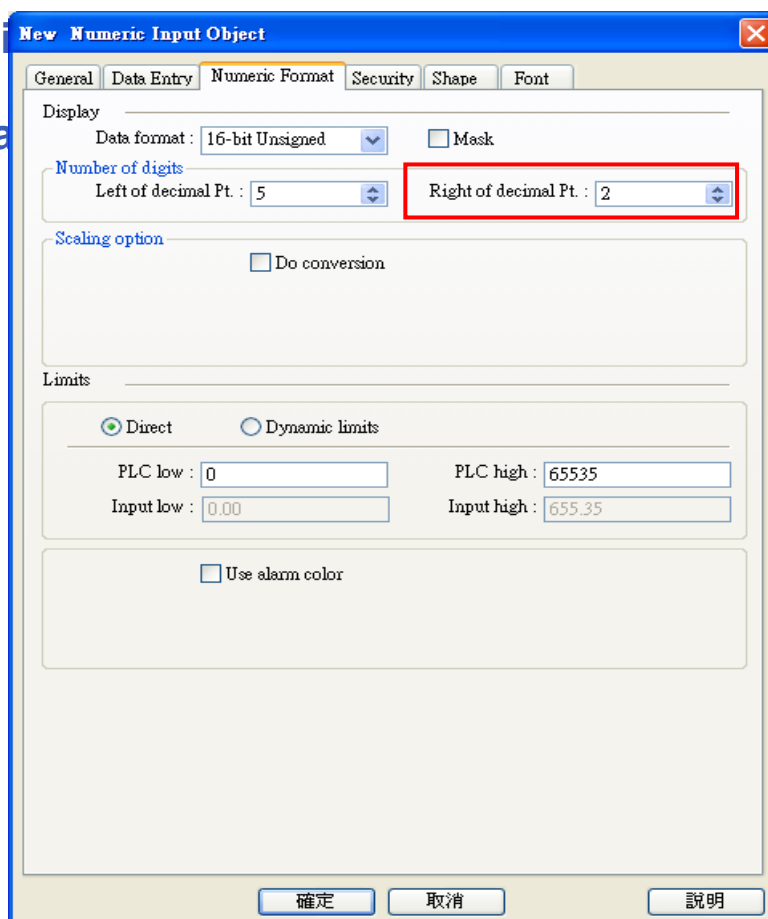 New Numeric Input Object
General Data Entry Numeric Format Security Shape Font
Display
Data format : 16-bit Unsigned Mask
Number of digits
Left of decimal Pt. : 5 Right of decimal Pt. : 2
Scaling option
Do conversion
Limits
Direct Dynamic limits
PLC low : 0 PLC high : 65535
Input low : 0.00 Input high : 655.35
Use alarm color
確定 取消 説明